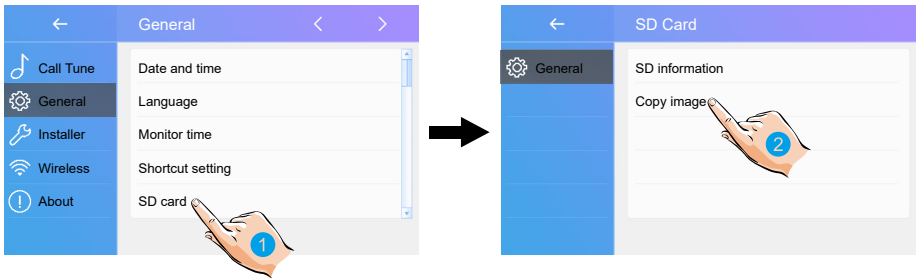 General
Call Tune
General
Installer
Wireless
About
Date and time
Language
Monitor time
Shortcut setting
SD card
1
SD Card
General
SD information
Copy image
2